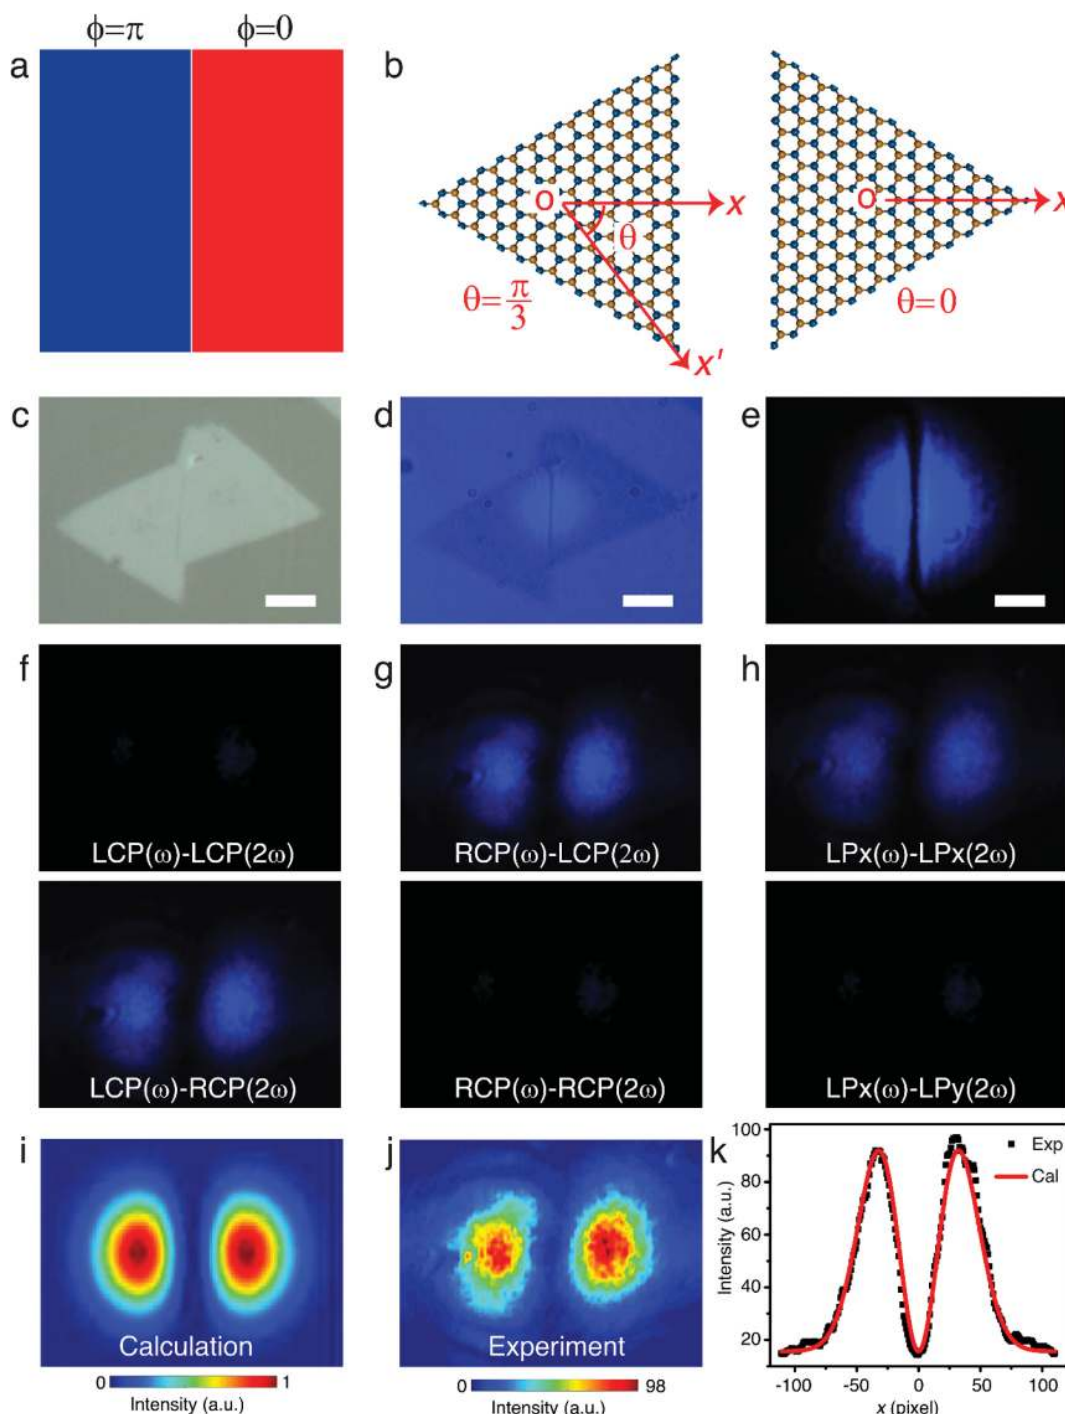 ϕ=π ϕ=0
a
b
O x
θ
θ=π/3
x'
O x
θ=0
c
d
e
f
LCP(ω)-LCP(2ω)
g
RCP(ω)-LCP(2ω)
h
LPx(ω)-LPx(2ω)
LCP(ω)-RCP(2ω)
RCP(ω)-RCP(2ω)
LPx(ω)-LPy(2ω)
i
Calculation
0 1
Intensity (a.u.)
j
Experiment
0 98
Intensity (a.u.)
k
Exp
Cal
Intensity (a.u.)
100
80
60
40
20
-100 -50 0 50 100
x (pixel)